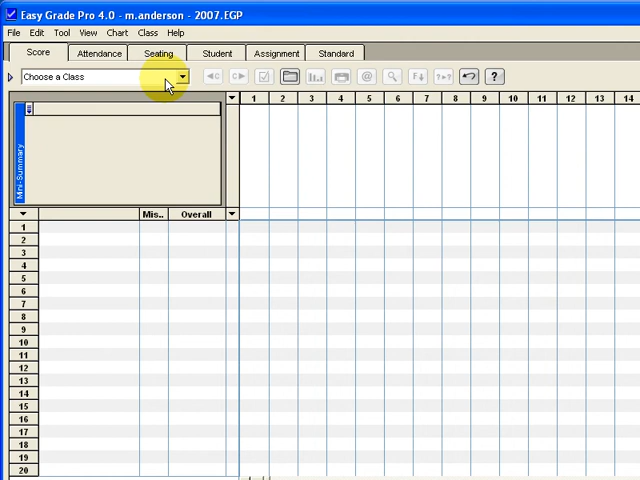 Easy Grade Pro 4.0 - m.anderson - 2007.EGP
File Edit Tool View Chart Class Help
Score Attendance Seating Student Assignment Standard
Choose a Class <C C> F↓ ?▸? ?
1 2 3 4 5 6 7 8 9 10 11 12 13 14
Mini-Summary
Mis.. Overall
1
2
3
4
5
6
7
8
9
10
11
12
13
14
15
16
17
18
19
20